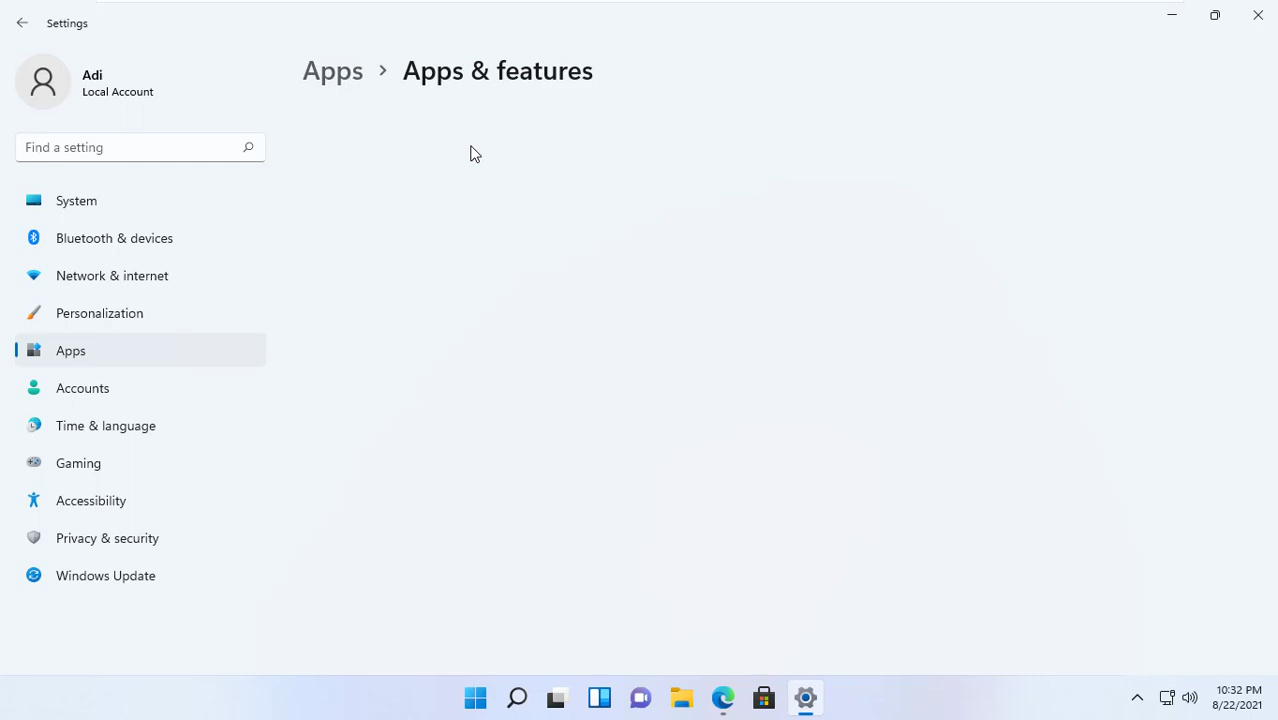 Settings
Adi
Local Account
Find a setting
System
Bluetooth & devices
Network & internet
Personalization
Apps
Accounts
Time & language
Gaming
Accessibility
Privacy & security
Windows Update
Apps > Apps & features
10:32 PM
8/22/2021